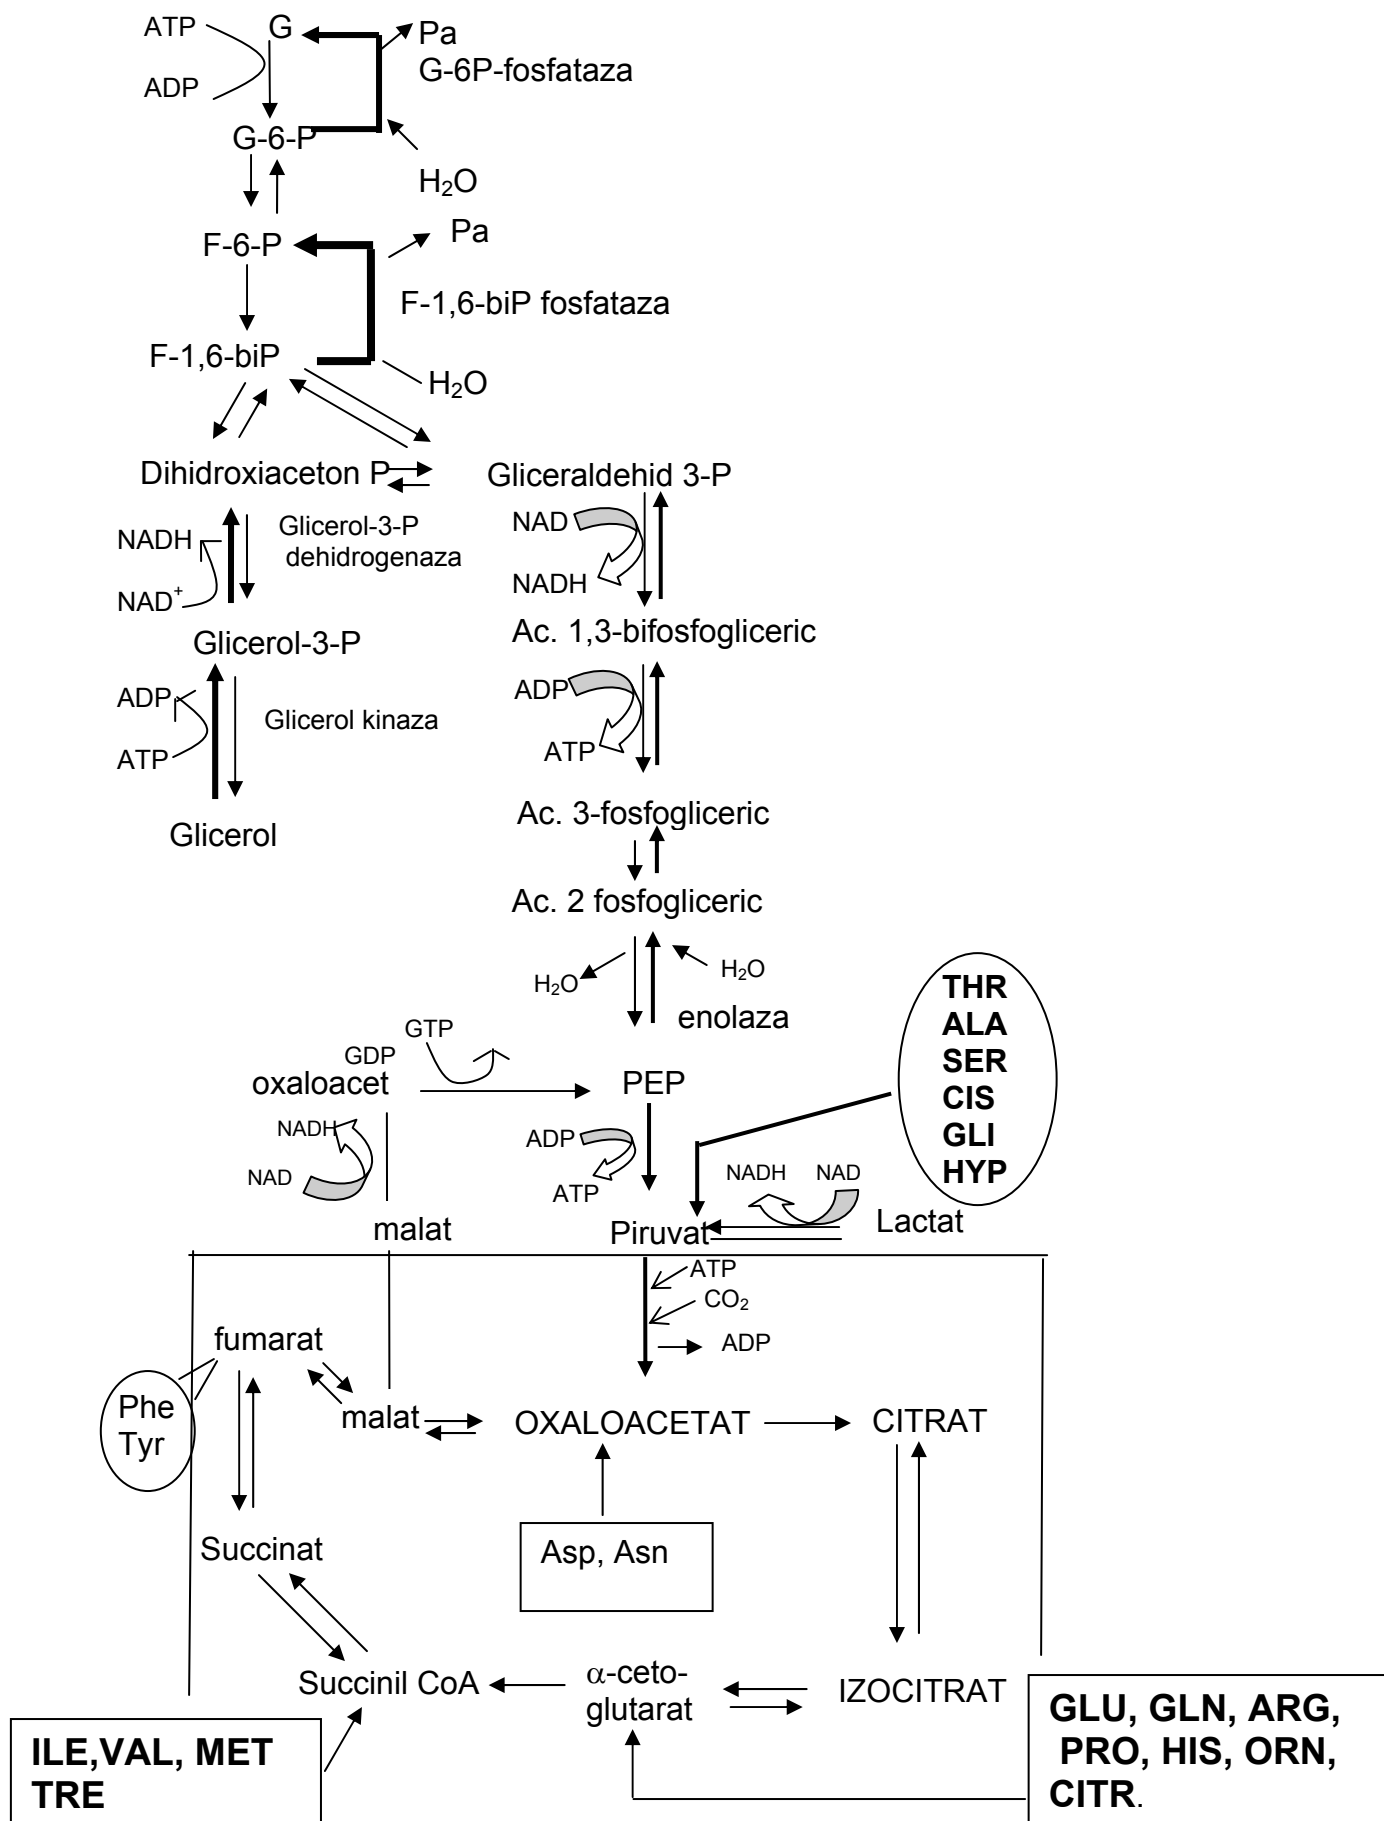 ATP
G
Pa
G-6P-fosfataza
ADP
G-6-P
H₂O
Pa
F-6-P
F-1,6-biP fosfataza
F-1,6-biP
H₂O
Dihidroxiaceton P
Gliceraldehid 3-P
NADH
Glicerol-3-P
dehidrogenaza
NAD⁺
NAD
NADH
Glicerol-3-P
Ac. 1,3-bifosfogliceric
ADP
Glicerol kinaza
ATP
ADP
ATP
Glicerol
Ac. 3-fosfogliceric
Ac. 2 fosfogliceric
H₂O
H₂O
enolaza
THR
ALA
SER
CIS
GLI
HYP
GTP
GDP
oxaloacet
PEP
NADH
NAD
ADP
ATP
NADH
NAD
malat
Piruvat
Lactat
ATP
CO₂
ADP
fumarat
Phe
Tyr
malat
OXALOACETAT
CITRAT
Succinat
Asp, Asn
Succinil CoA
α-ceto-
glutarat
IZOCITRAT
ILE,VAL, MET
TRE
GLU, GLN, ARG,
PRO, HIS, ORN,
CITR.